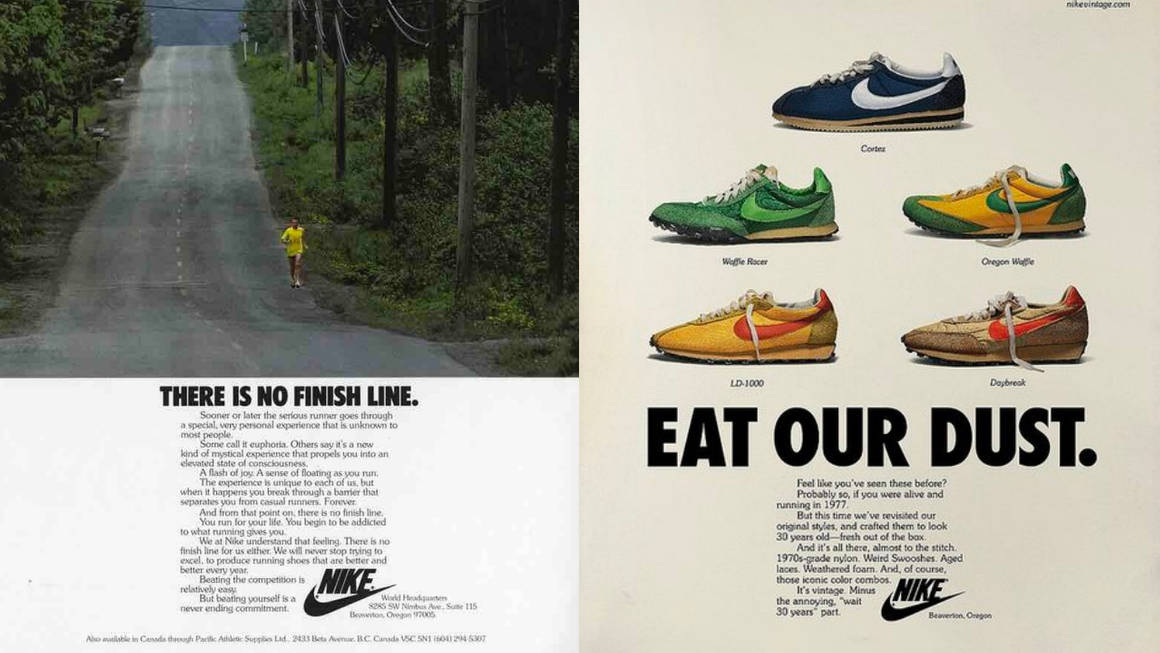 THERE IS NO FINISH LINE.
Sooner or later the serious runner goes through
a special, very personal experience that is unknown to
most people.
Some call it euphoria. Others say it's a new
kind of mystical experience that propels you into an
elevated state of consciousness.
A flash of joy. A sense of floating as you run.
The experience is unique to each of us, but
when it happens you break through a barrier that
separates you from casual runners. Forever.
And from that point on, there is no finish line.
You run for your life. You begin to be addicted
to what running gives you.
We at Nike understand that feeling. There is no
finish line for us either. We will never stop trying to
excel, to produce running shoes that are better and
better every year.
Beating the competition is
relatively easy.
But beating yourself is a
never ending commitment.
NIKE
World Headquarters
8285 SW Nimbus Ave., Suite 115
Beaverton, Oregon 97005
Also available in Canada through Pacific Athletic Supplies Ltd., 2433 Beta Avenue, B.C. Canada V5C 5N1 (604) 294-5307
nikevintage.com
Cortez
Waffle Racer
Oregon Waffle
LD-1000
Daybreak
EAT OUR DUST.
Feel like you've seen these before?
Probably so, if you were alive and
running in 1977.
But this time we've revisited our
original styles, and crafted them to look
30 years old—fresh out of the box.
And it's all there, almost to the stitch.
1970s-grade nylon. Weird Swooshes. Aged
laces. Weathered foam. And, of course,
those iconic color combos.
It's vintage. Minus
the annoying, "wait
30 years" part.
NIKE
Beaverton, Oregon